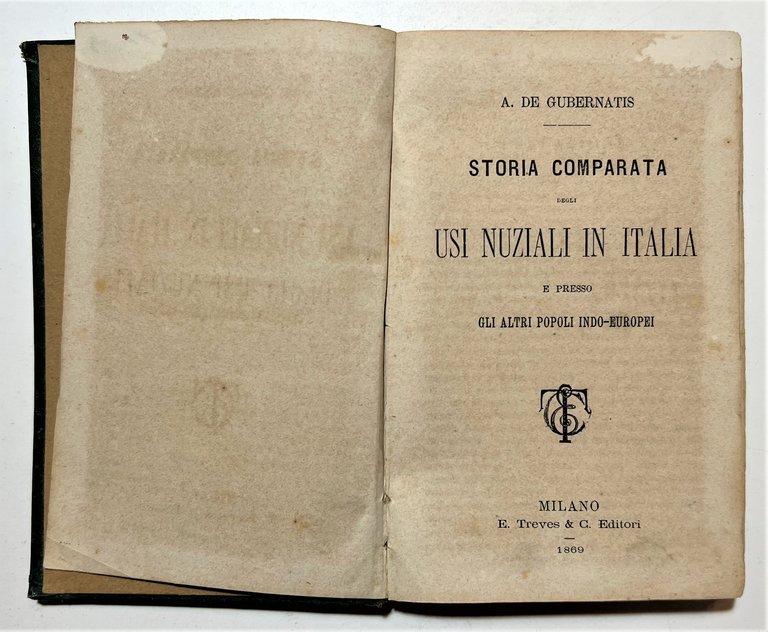 A. DE GUBERNATIS
STORIA COMPARATA
DEGLI
USI NUZIALI IN ITALIA
E PRESSO
GLI ALTRI POPOLI INDO-EUROPEI
MILANO
E. Treves & C. Editori
1869